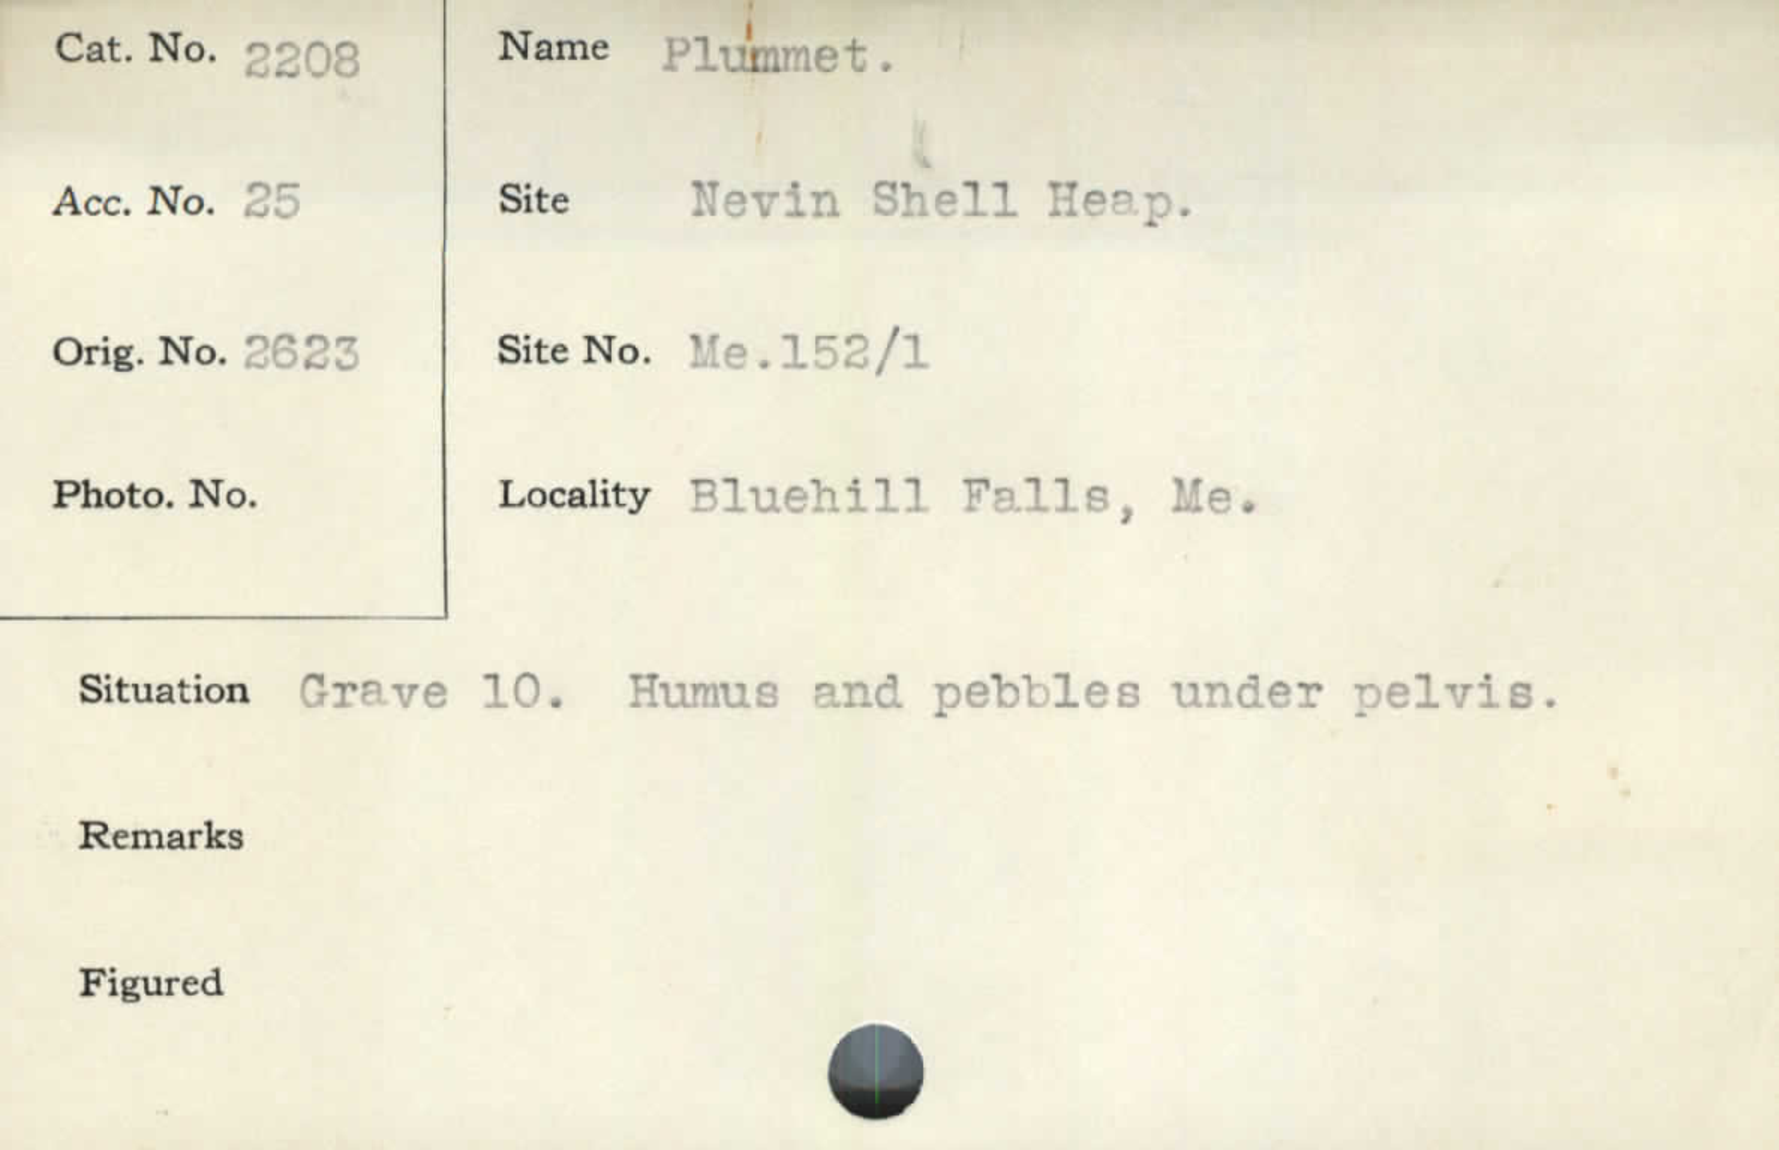 Cat. No. 2208
Name Plummet.
Acc. No. 25
Site Nevin Shell Heap.
Orig. No. 2623
Site No. Me.152/1
Photo. No.
Locality Bluehill Falls, Me.
Situation Grave 10. Humus and pebbles under pelvis.
Remarks
Figured